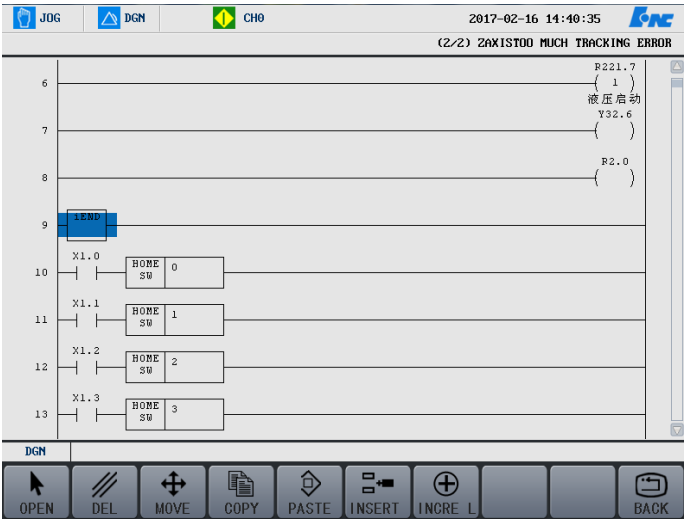 JOG DGN CH0 2017-02-16 14:40:35 HNC
(2/2) ZAXISTOO MUCH TRACKING ERROR
R221.7
6 1
液压启动
Y32.6
7
R2.0
8
1END
9
X1.0
10 HOME SW 0
X1.1
11 HOME SW 1
X1.2
12 HOME SW 2
X1.3
13 HOME SW 3
DGN
OPEN DEL MOVE COPY PASTE INSERT INCRE L BACK